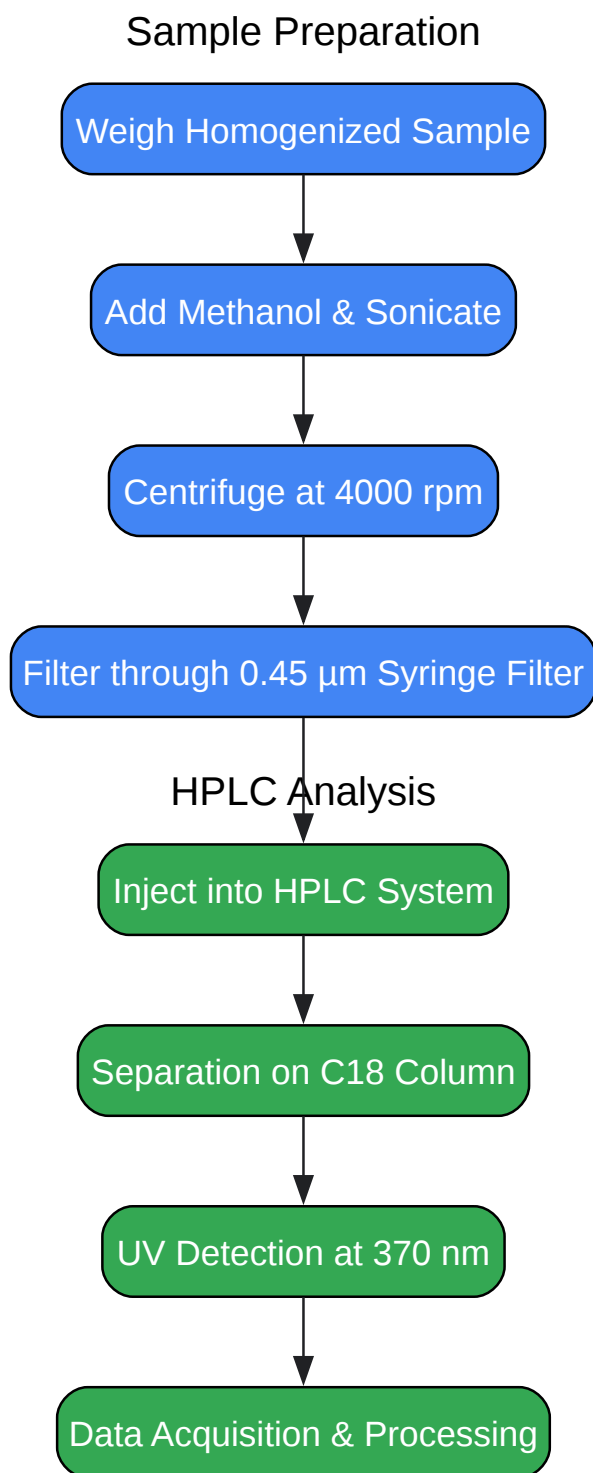 Sample Preparation
Weigh Homogenized Sample
Add Methanol & Sonicate
Centrifuge at 4000 rpm
Filter through 0.45 µm Syringe Filter
HPLC Analysis
Inject into HPLC System
Separation on C18 Column
UV Detection at 370 nm
Data Acquisition & Processing